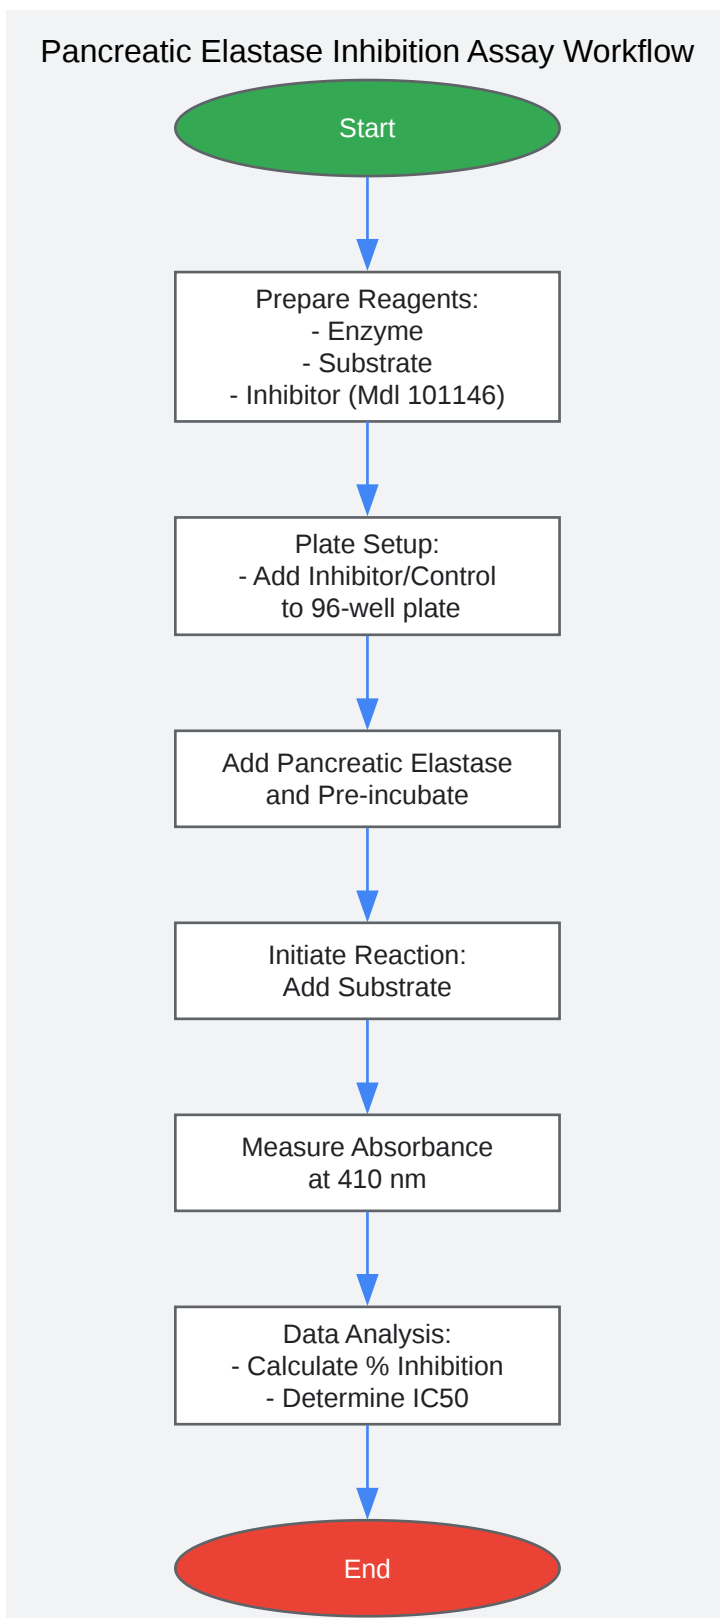 Pancreatic Elastase Inhibition Assay Workflow
Start
Prepare Reagents:
- Enzyme
- Substrate
- Inhibitor (Mdl 101146)
Plate Setup:
- Add Inhibitor/Control
to 96-well plate
Add Pancreatic Elastase
and Pre-incubate
Initiate Reaction:
Add Substrate
Measure Absorbance
at 410 nm
Data Analysis:
- Calculate % Inhibition
- Determine IC50
End